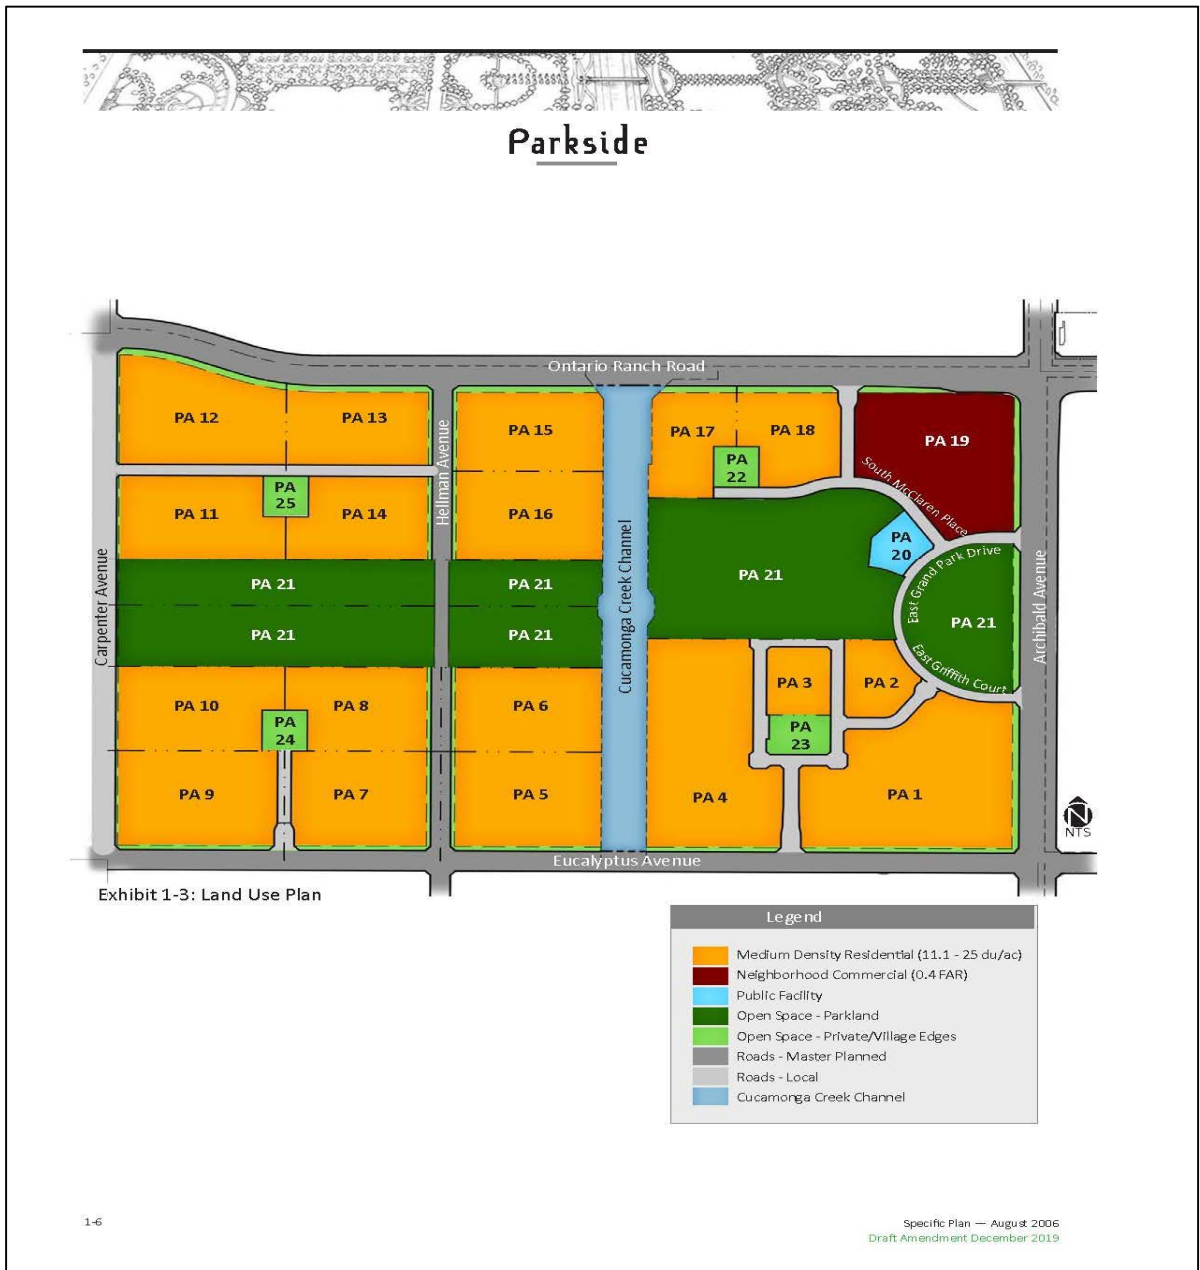 Parkside
Ontario Ranch Road
PA 12
PA 13
PA 15
PA 17
PA 18
PA 19
PA
22
Hellman Avenue
South McClaren Place
PA
25
PA 11
PA 14
PA 16
PA
20
Carpenter Avenue
Cucamonga Creek Channel
East Grand Park Drive
Archibald Avenue
PA 21
PA 21
PA 21
PA 21
PA 21
PA 21
East Griffith Court
PA 10
PA 8
PA 6
PA 3
PA 2
PA
24
PA
23
PA 9
PA 7
PA 5
PA 4
PA 1
N
NTS
Eucalyptus Avenue
Exhibit 1-3: Land Use Plan
Legend
Medium Density Residential (11.1 - 25 du/ac)
Neighborhood Commercial (0.4 FAR)
Public Facility
Open Space - Parkland
Open Space - Private/Village Edges
Roads - Master Planned
Roads - Local
Cucamonga Creek Channel
1-6
Specific Plan — August 2006
Draft Amendment December 2019